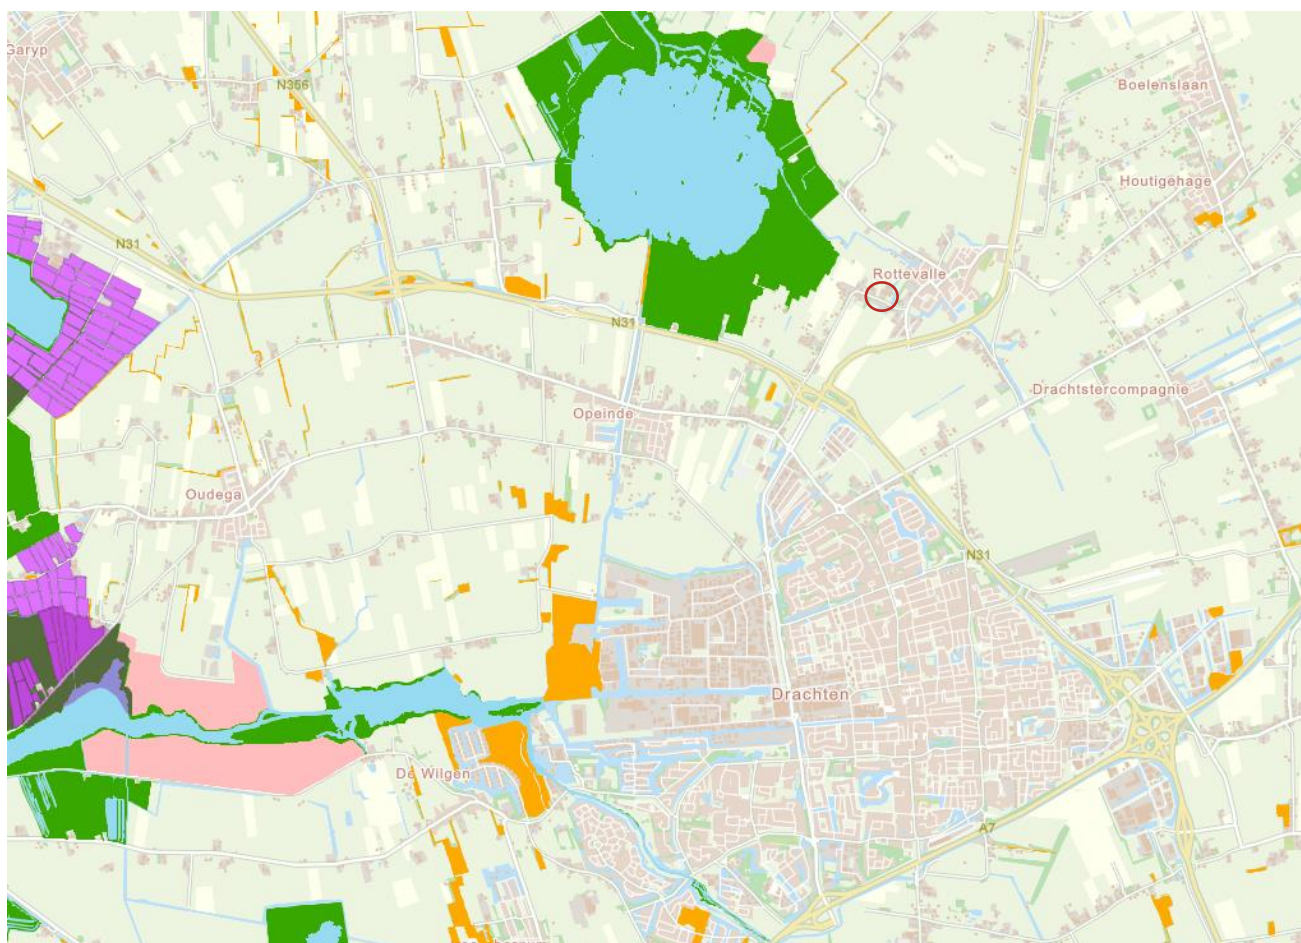 Garyp
N356
Boelenslaan
Houtigehage
N31
Rottevalle
N31
Drachtstercompagnie
Opeinde
Oudega
N31
Drachten
De Wilgen
A7